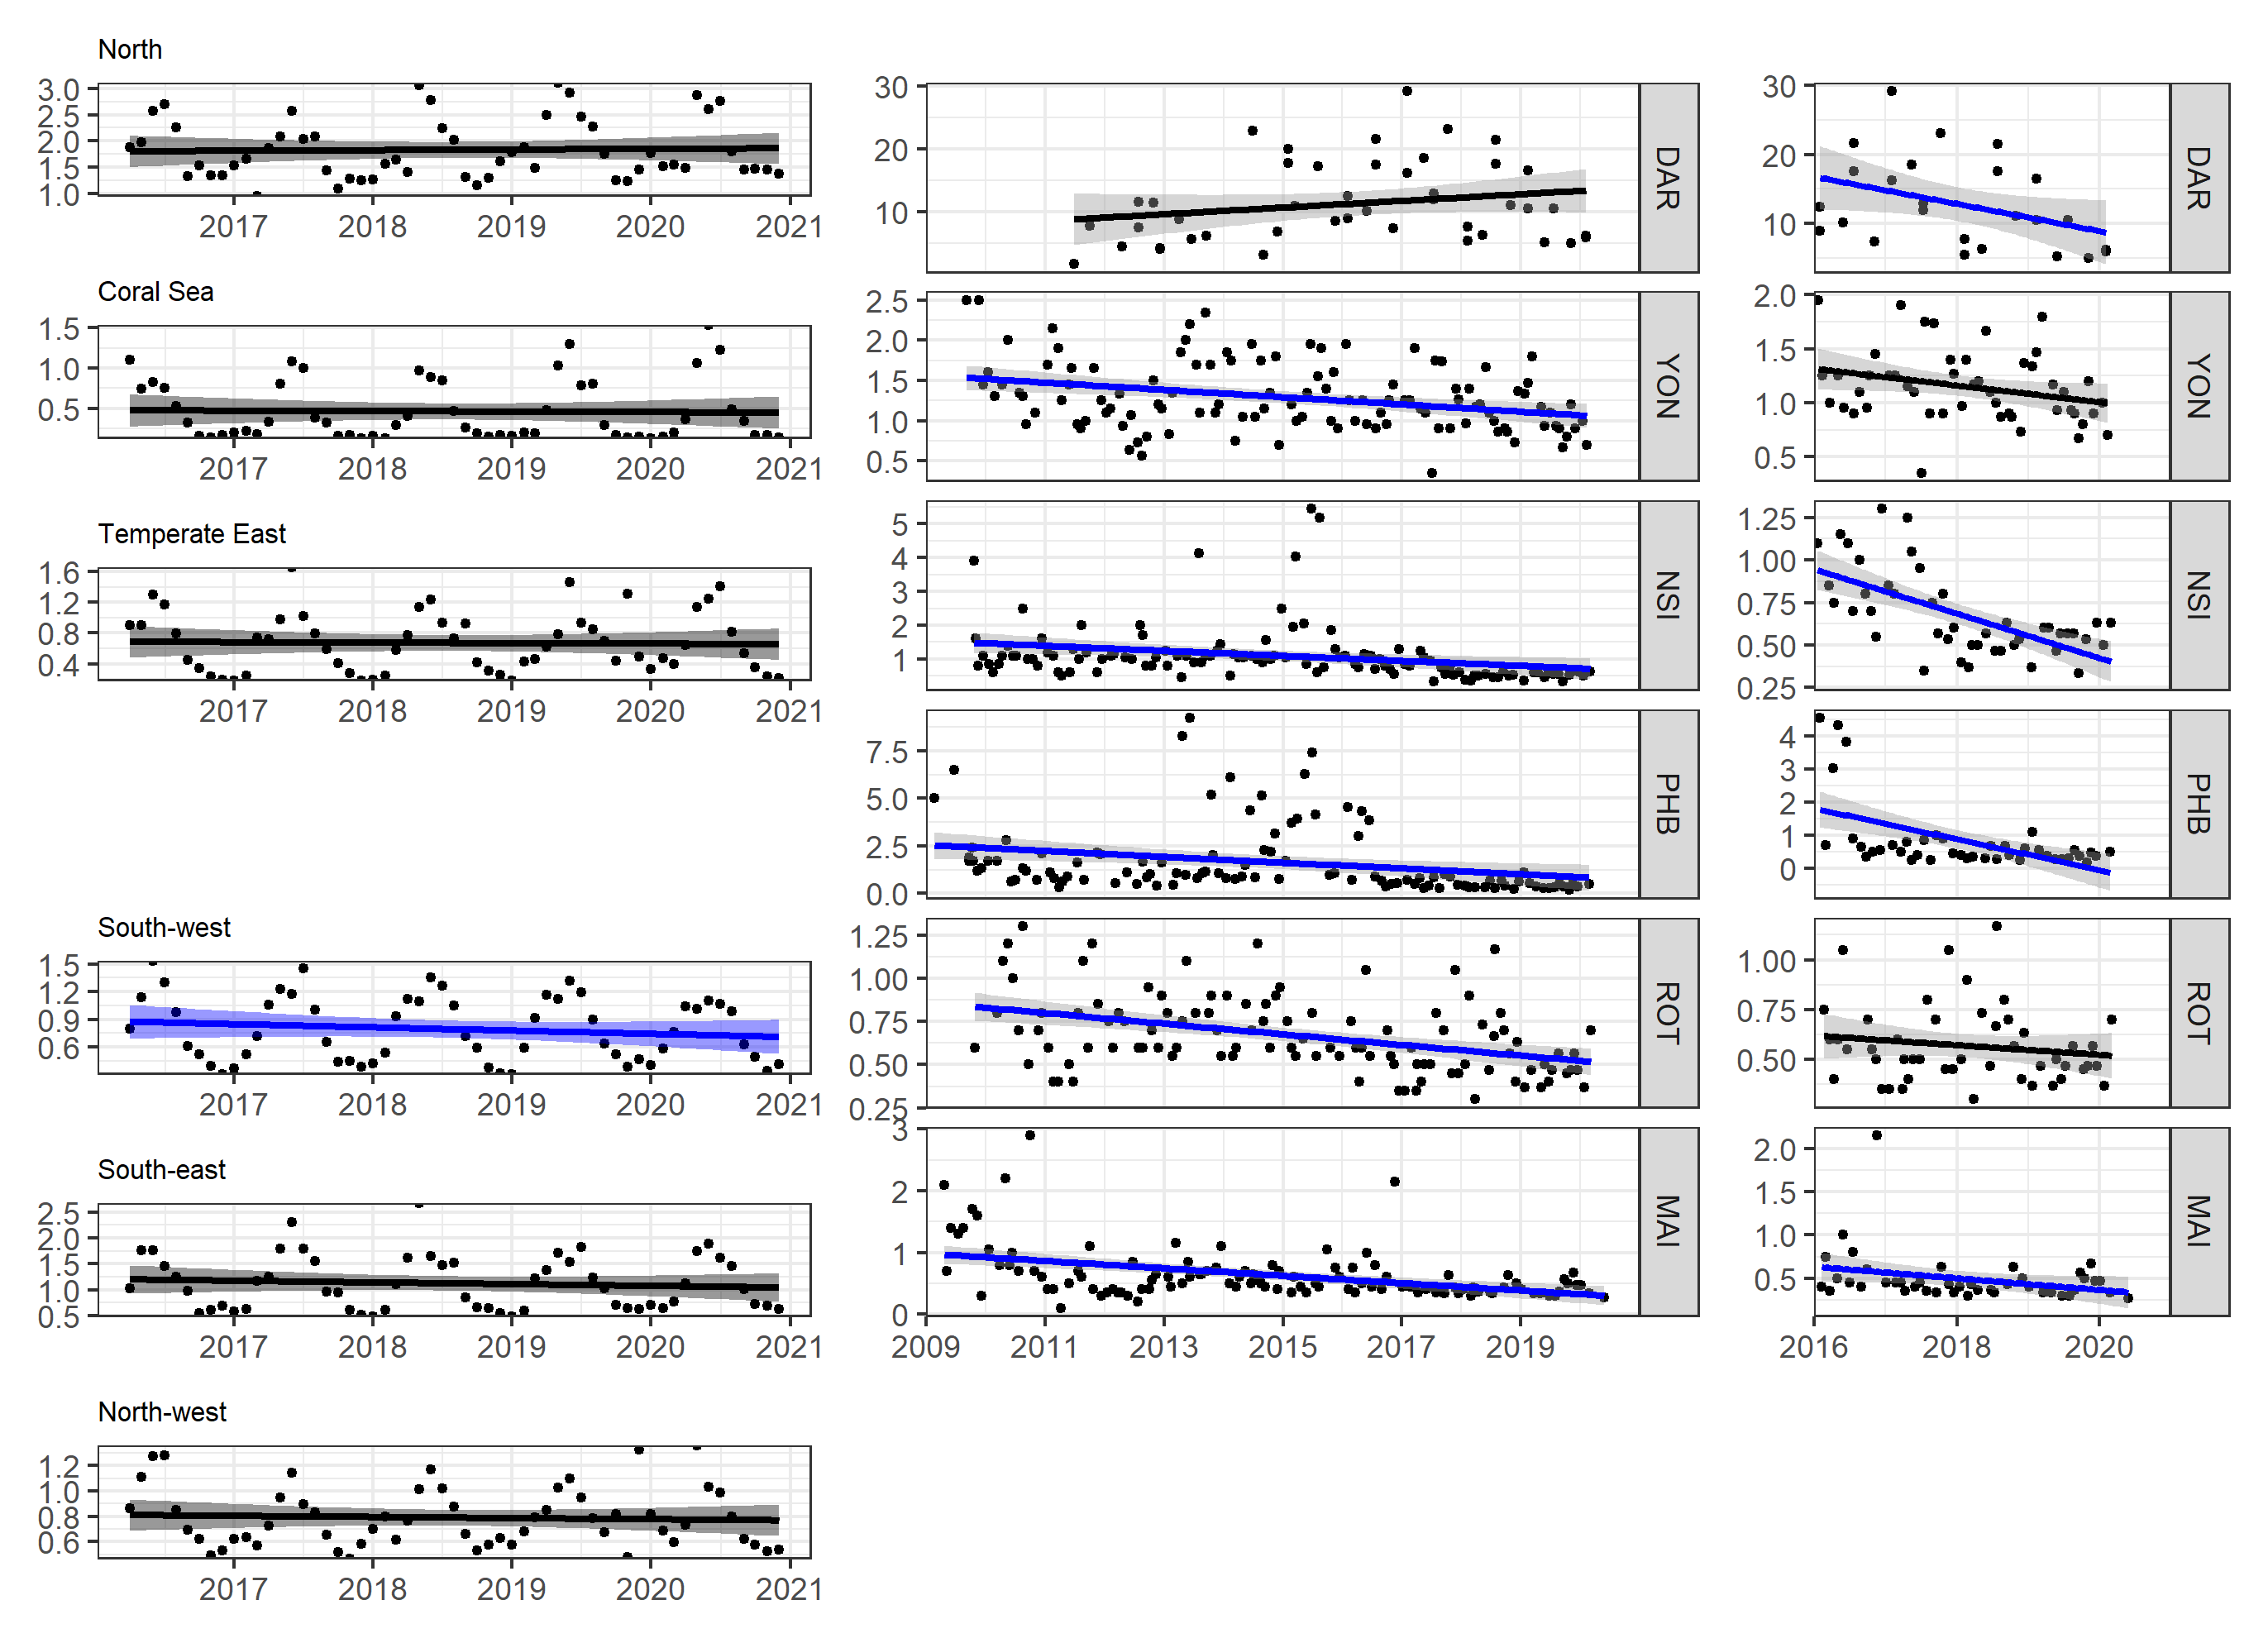 North
3.0
2.5
2.0
1.5
1.0
2017 2018 2019 2020 2021
Coral Sea
1.5
1.0
0.5
2017 2018 2019 2020 2021
Temperate East
1.6
1.2
0.8
0.4
2017 2018 2019 2020 2021
South-west
1.5
1.2
0.9
0.6
2017 2018 2019 2020 2021
South-east
2.5
2.0
1.5
1.0
0.5
2017 2018 2019 2020 2021
North-west
1.2
1.0
0.8
0.6
2017 2018 2019 2020 2021
30
20
10
DAR
2.5
2.0
1.5
1.0
0.5
YON
5
4
3
2
1
NSI
7.5
5.0
2.5
0.0
PHB
1.25
1.00
0.75
0.50
0.25
ROT
3
2
1
0
MAI
2009 2011 2013 2015 2017 2019
30
20
10
DAR
2.0
1.5
1.0
0.5
YON
1.25
1.00
0.75
0.50
0.25
NSI
4
3
2
1
0
PHB
1.00
0.75
0.50
ROT
2.0
1.5
1.0
0.5
MAI
2016 2018 2020